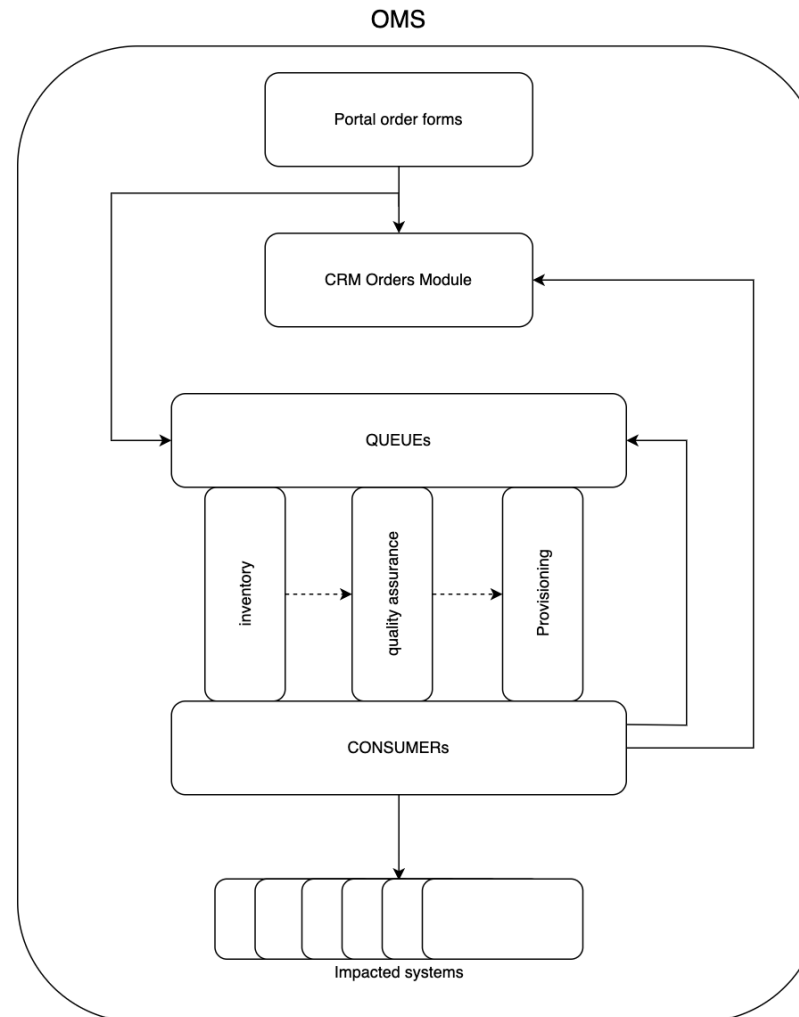 OMS
Portal order forms
CRM Orders Module
QUEUEs
inventory
quality assurance
Provisioning
CONSUMERs
Impacted systems